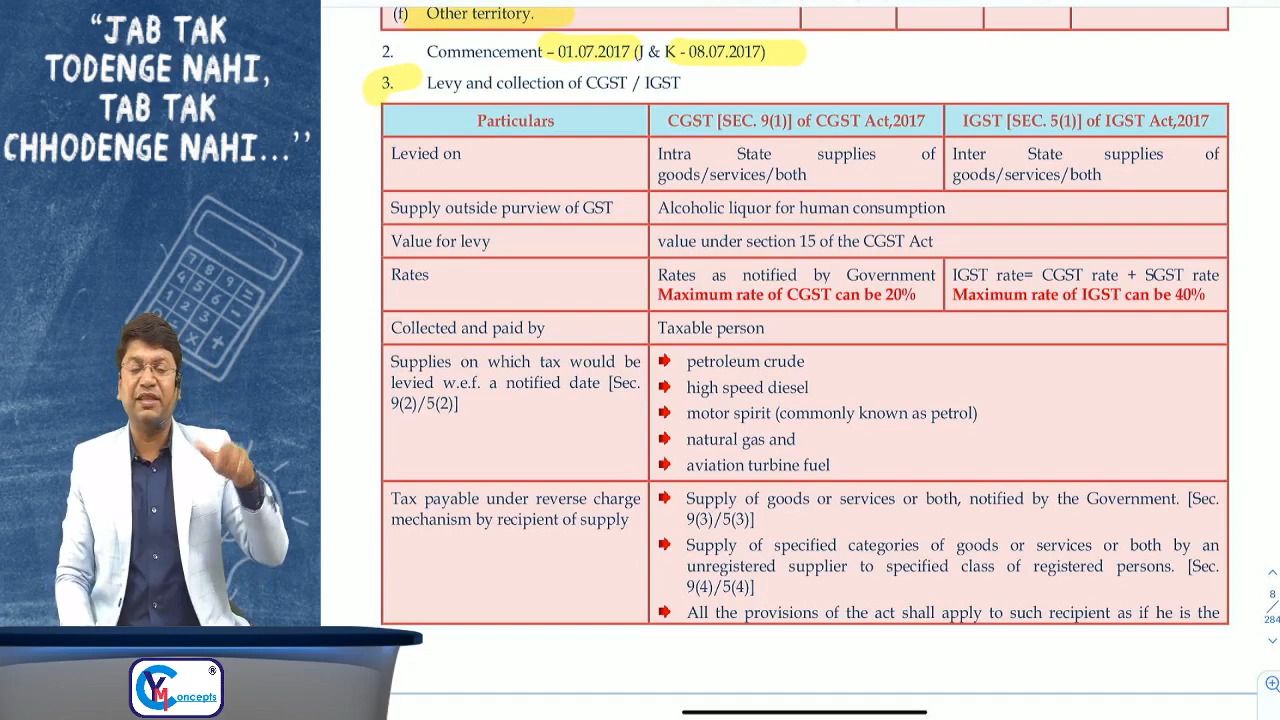 “JAB TAK
TODENGE NAHI,
TAB TAK
CHHODENGE NAHI...’’
(f) Other territory.
2. Commencement – 01.07.2017 (J & K - 08.07.2017)
3. Levy and collection of CGST / IGST
Particulars CGST [SEC. 9(1)] of CGST Act,2017 IGST [SEC. 5(1)] of IGST Act,2017
Levied on Intra State supplies of Inter State supplies of
goods/services/both goods/services/both
Supply outside purview of GST Alcoholic liquor for human consumption
Value for levy value under section 15 of the CGST Act
Rates Rates as notified by Government IGST rate= CGST rate + SGST rate
Maximum rate of CGST can be 20% Maximum rate of IGST can be 40%
Collected and paid by Taxable person
Supplies on which tax would be petroleum crude
levied w.e.f. a notified date [Sec. high speed diesel
9(2)/5(2)] motor spirit (commonly known as petrol)
natural gas and
aviation turbine fuel
Tax payable under reverse charge Supply of goods or services or both, notified by the Government. [Sec.
mechanism by recipient of supply 9(3)/5(3)]
Supply of specified categories of goods or services or both by an
unregistered supplier to specified class of registered persons. [Sec.
9(4)/5(4)]
All the provisions of the act shall apply to such recipient as if he is the
8
284
YM Concepts ®